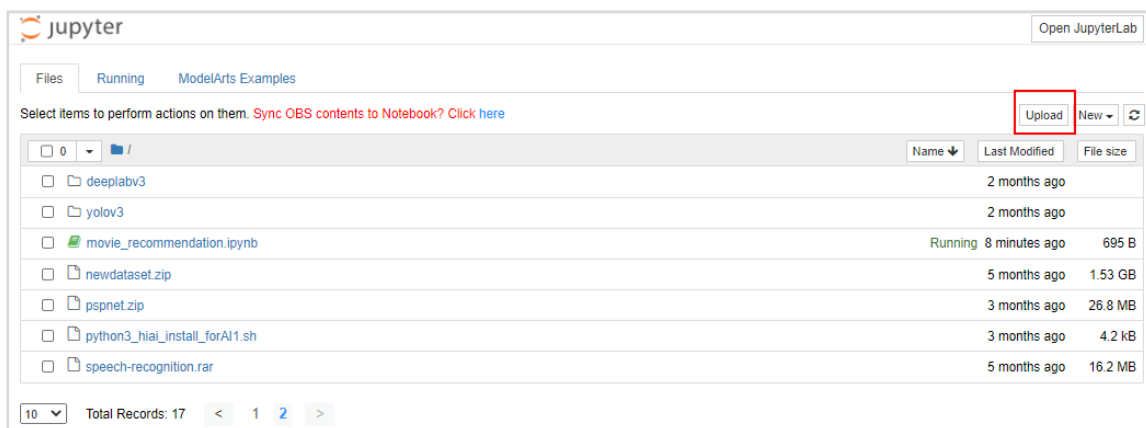 jupyter Open JupyterLab
Files Running ModelArts Examples
Select items to perform actions on them. Sync OBS contents to Notebook? Click here Upload New
0 / Name Last Modified File size
deeplabv3 2 months ago
yolov3 2 months ago
movie_recommendation.ipynb Running 8 minutes ago 695 B
newdataset.zip 5 months ago 1.53 GB
pspnet.zip 3 months ago 26.8 MB
python3_hiai_install_forAI1.sh 3 months ago 4.2 kB
speech-recognition.rar 5 months ago 16.2 MB
10 Total Records: 17 < 1 2 >